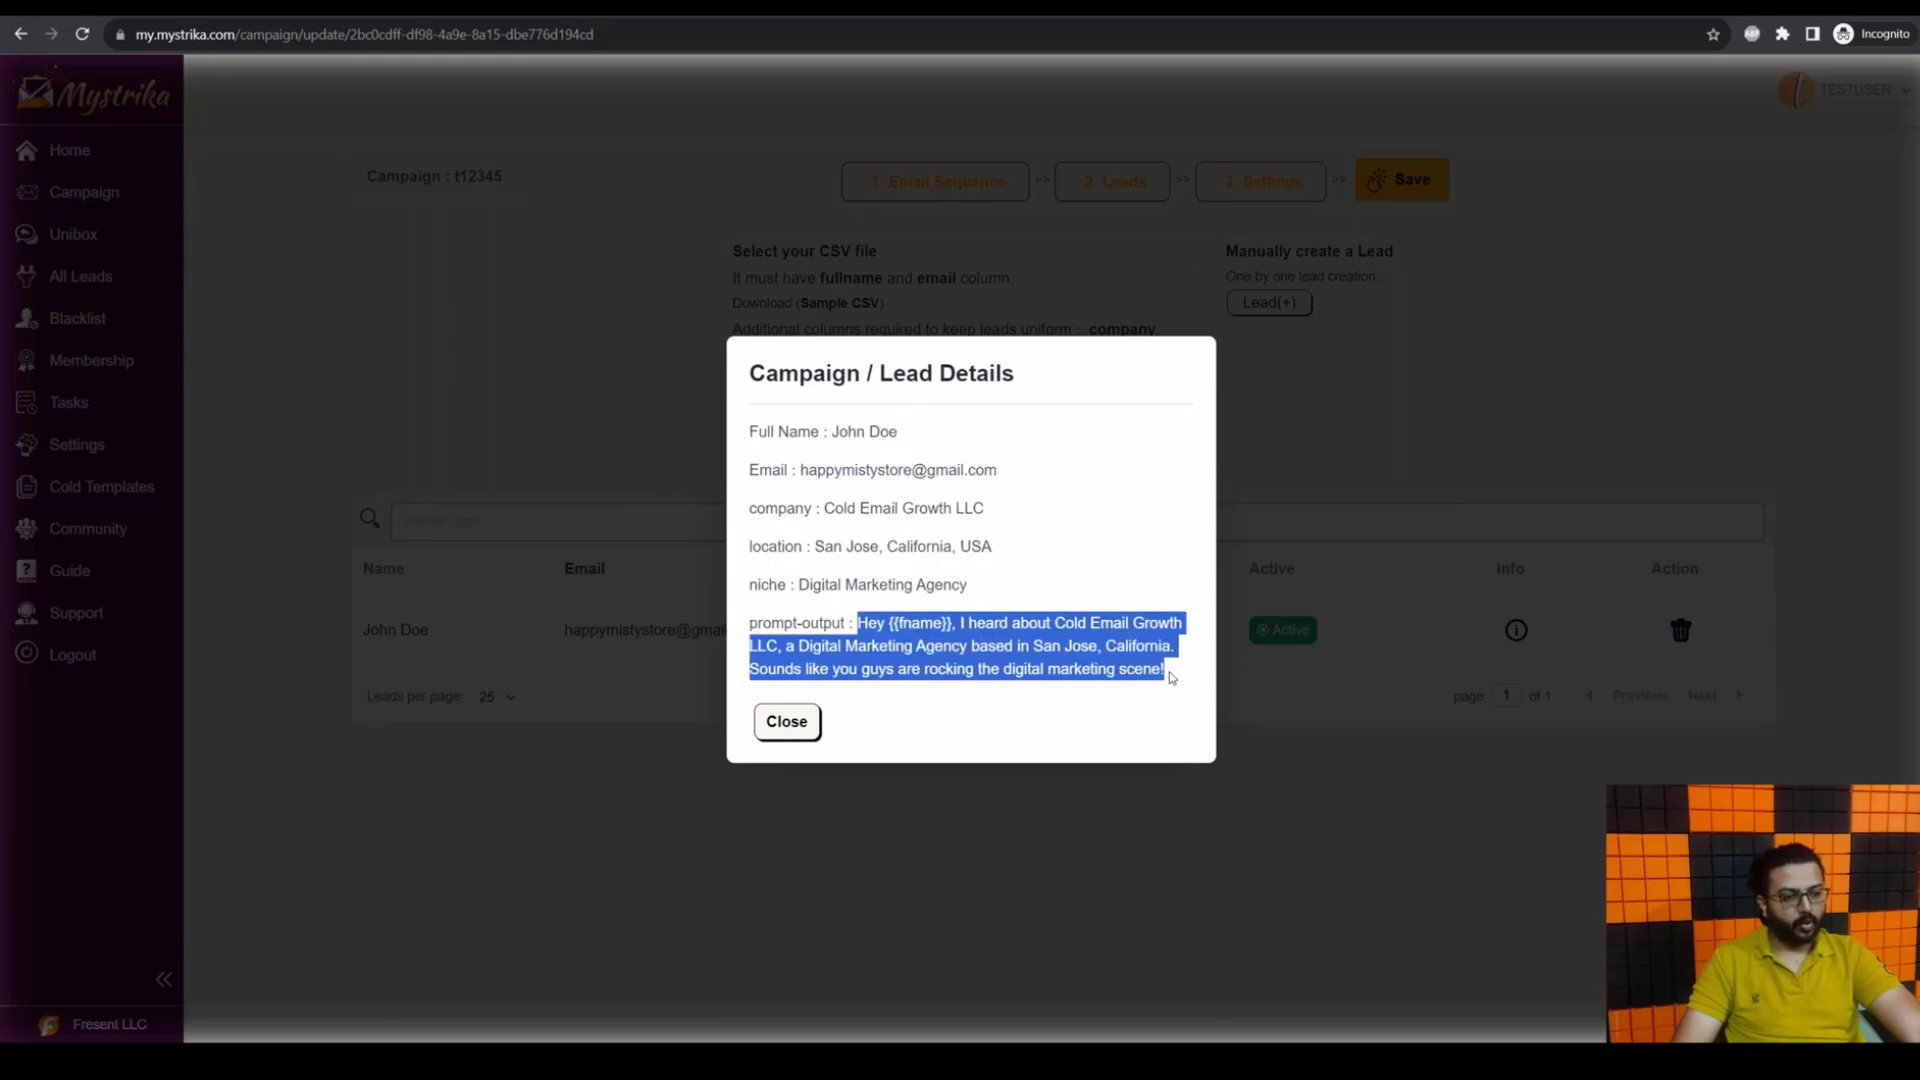 my.mystrika.com/campaign/update/2bc0cdff-df98-4a9e-8a15-dbe776d194cd
Incognito
Mystrika
TESTUSER
Home
Campaign
Unibox
All Leads
Blacklist
Membership
Tasks
Settings
Cold Templates
Community
Guide
Support
Logout
Fresent LLC
Campaign : t12345
1 Email Sequence >> 2 Leads >> 3 Settings >> Save
Select your CSV file
It must have fullname and email column.
Download (Sample CSV)
Additional columns required to keep leads uniform : company,
Manually create a Lead
One by one lead creation
Lead(+)
Campaign / Lead Details
Full Name : John Doe
Email : happymistystore@gmail.com
company : Cold Email Growth LLC
location : San Jose, California, USA
niche : Digital Marketing Agency
prompt-output : Hey {{fname}}, I heard about Cold Email Growth
LLC, a Digital Marketing Agency based in San Jose, California.
Sounds like you guys are rocking the digital marketing scene!
Close
Name Email Active Info Action
John Doe happymistystore@gmai Active
Leads per page: 25
page 1 of 1 Previous Next